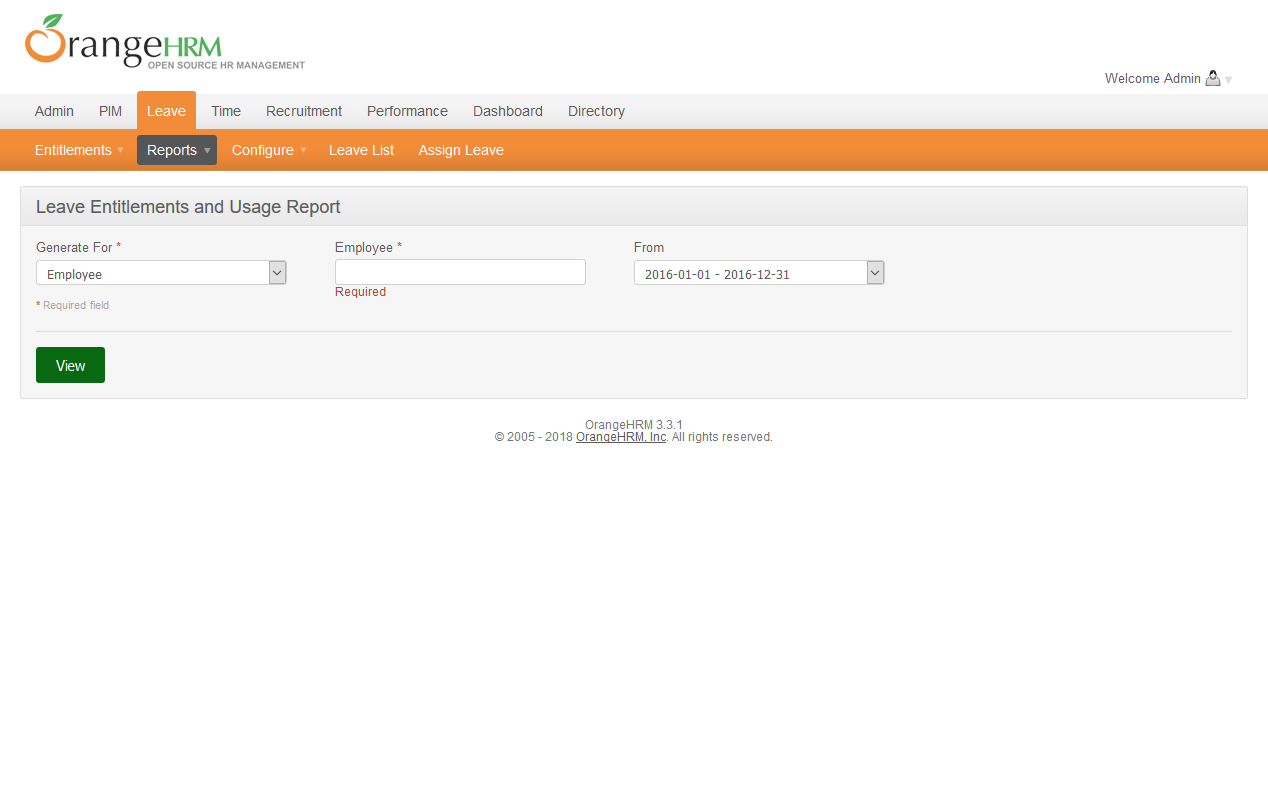 OrangeHRM
OPEN SOURCE HR MANAGEMENT
Welcome Admin
Admin PIM Leave Time Recruitment Performance Dashboard Directory
Entitlements Reports Configure Leave List Assign Leave
Leave Entitlements and Usage Report
Generate For * Employee * From
Employee 2016-01-01 - 2016-12-31
Required
* Required field
View
OrangeHRM 3.3.1
© 2005 - 2018 OrangeHRM, Inc. All rights reserved.